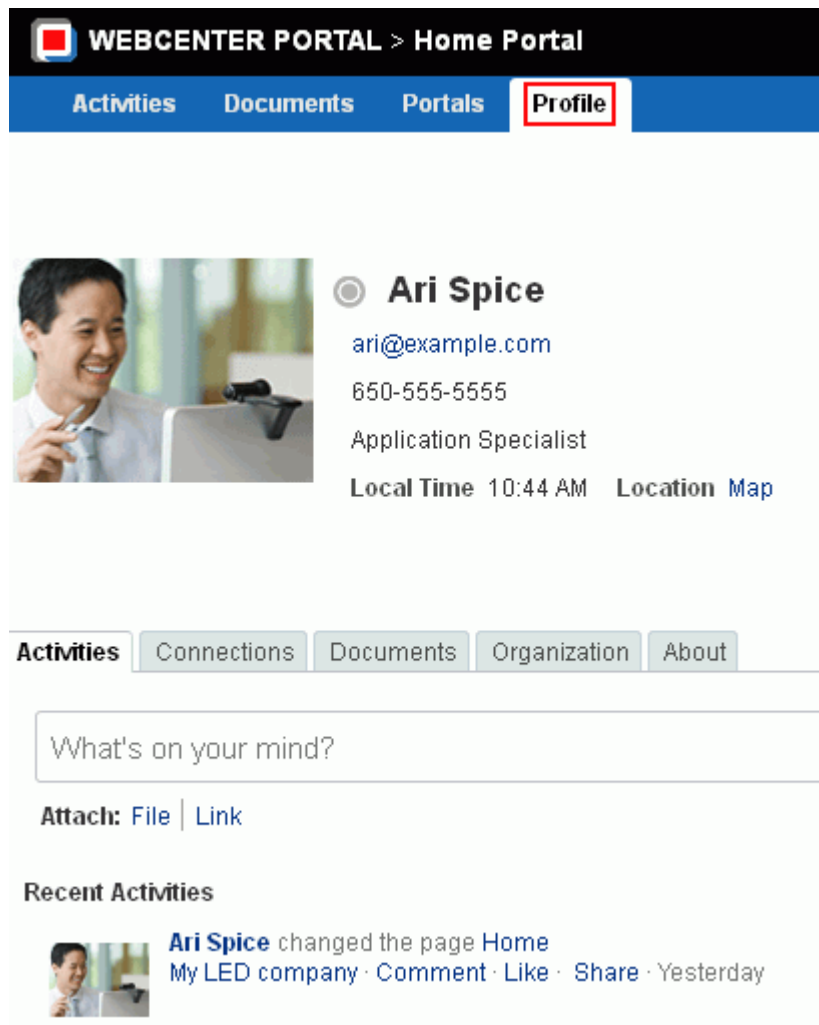 WEBCENTER PORTAL > Home Portal
Activities Documents Portals Profile
Ari Spice
ari@example.com
650-555-5555
Application Specialist
Local Time 10:44 AM Location Map
Activities Connections Documents Organization About
What's on your mind?
Attach: File | Link
Recent Activities
Ari Spice changed the page Home
My LED company · Comment · Like · Share · Yesterday